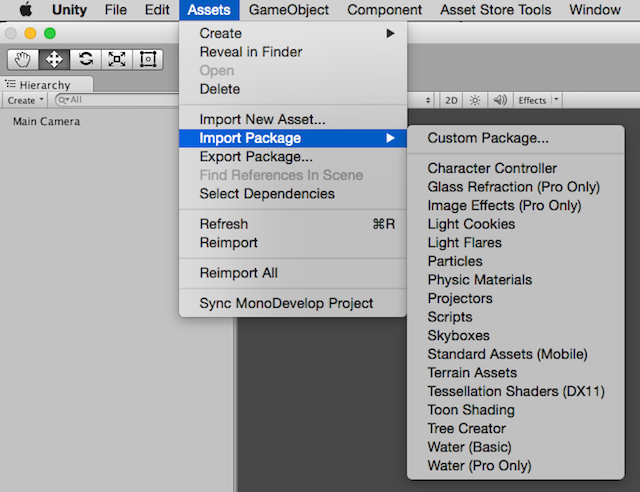 Unity File Edit Assets GameObject Component Asset Store Tools Window
Hierarchy
Create All
Main Camera
Create
Reveal in Finder
Open
Delete
Import New Asset...
Import Package
Export Package...
Find References In Scene
Select Dependencies
Refresh ⌘R
Reimport
Reimport All
Sync MonoDevelop Project
2D Effects
Custom Package...
Character Controller
Glass Refraction (Pro Only)
Image Effects (Pro Only)
Light Cookies
Light Flares
Particles
Physic Materials
Projectors
Scripts
Skyboxes
Standard Assets (Mobile)
Terrain Assets
Tessellation Shaders (DX11)
Toon Shading
Tree Creator
Water (Basic)
Water (Pro Only)